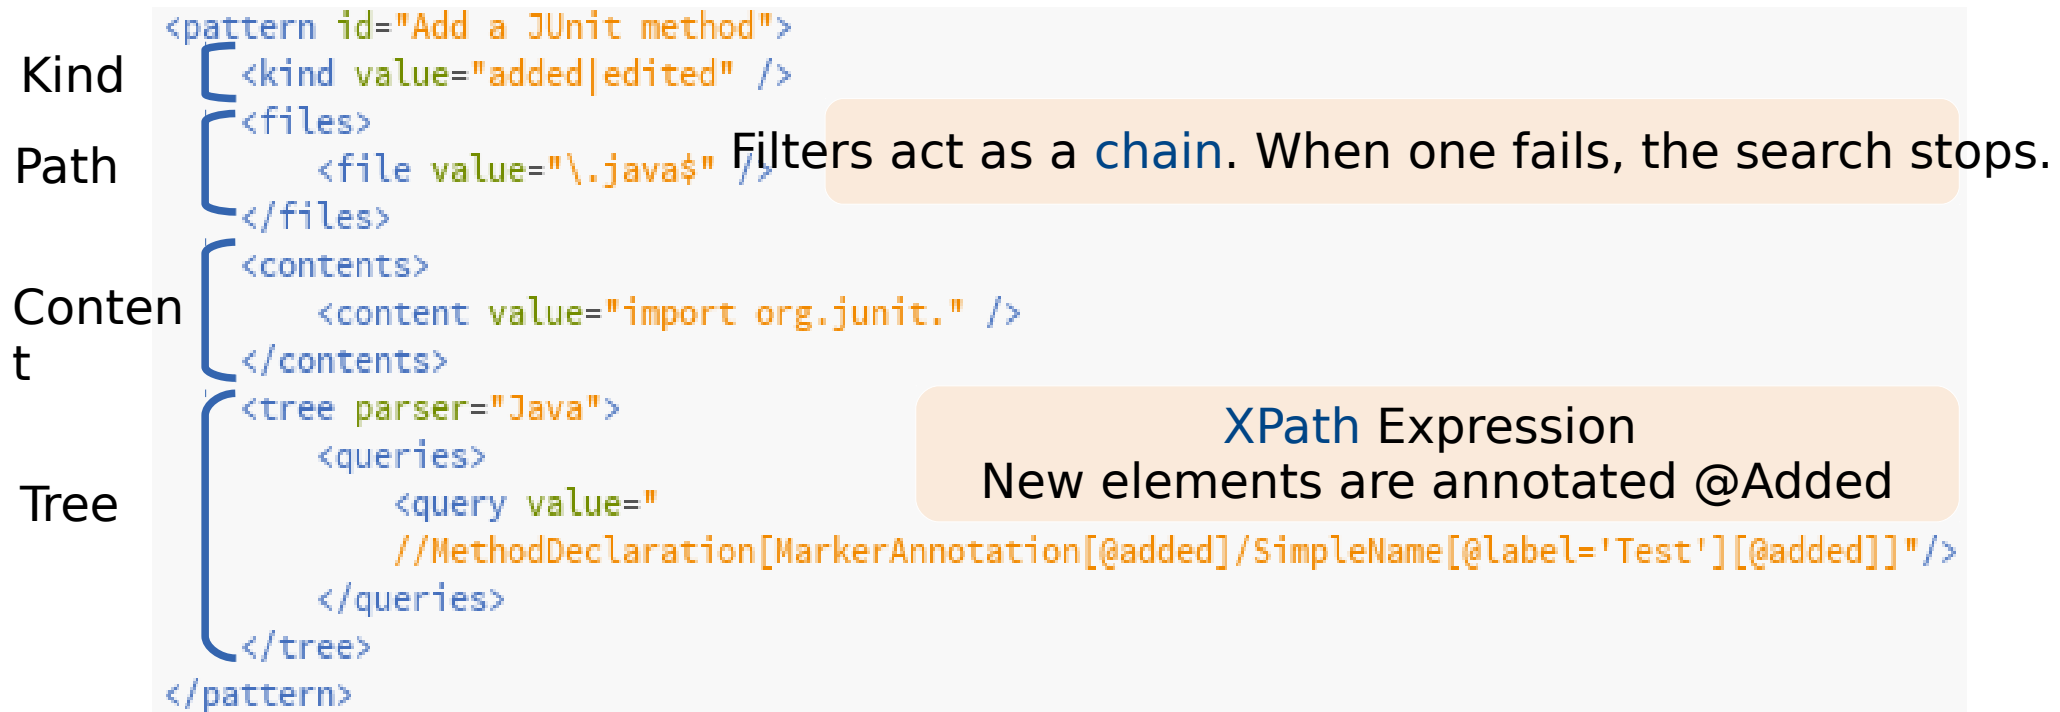 <pattern id="Add a JUnit method">
Kind
<kind value="added|edited" />
<files>
Path
<file value="\.java$" />
Filters act as a chain. When one fails, the search stops.
</files>
Conten
t
<contents>
<content value="import org.junit." />
</contents>
Tree
<tree parser="Java">
<queries>
<query value="
XPath Expression
New elements are annotated @Added
//MethodDeclaration[MarkerAnnotation[@added]/SimpleName[@label='Test'][@added]]"/>
</queries>
</tree>
</pattern>